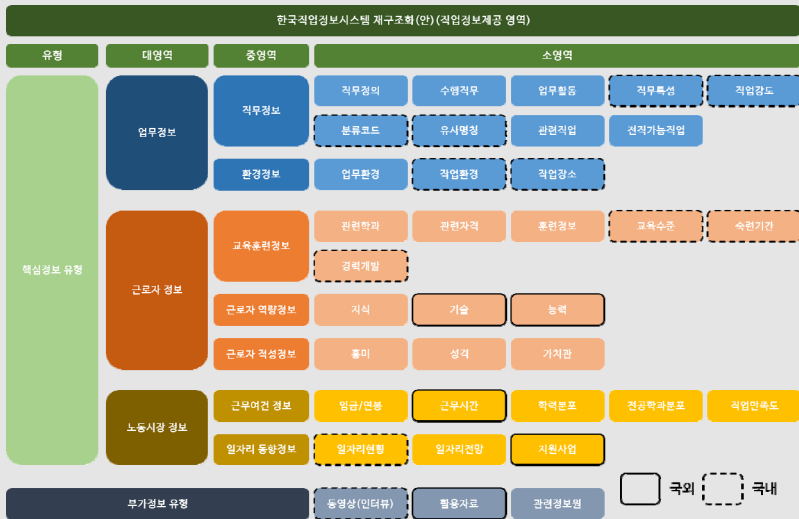 한국직업정보시스템 재구조화(안)(직업정보제공 영역)
유형 대영역 중영역 소영역
핵심정보 유형
업무정보
직무정보
직무정의 수행직무 업무활동 직무특성 작업강도
분류코드 유사명칭 관련직업 전직가능직업
환경정보
업무환경 작업환경 작업장소
근로자 정보
교육훈련정보
관련학과 관련자격 훈련정보 교육수준 숙련기간
경력개발
근로자 역량정보
지식 기술 능력
근로자 적성정보
흥미 성격 가치관
노동시장 정보
근무여건 정보
임금/연봉 근무시간 학력분포 전공학과분포 직업만족도
일자리 동향정보
일자리현황 일자리전망 지원사업
부가정보 유형
동영상(인터뷰) 활용자료 관련정보원
국외 국내